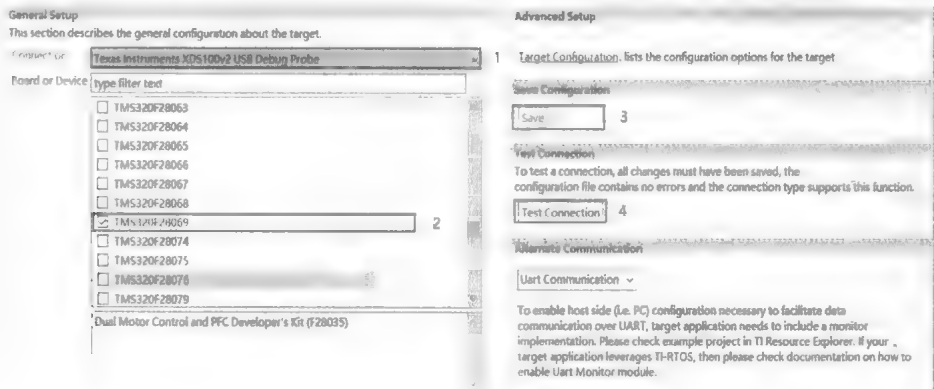 General Setup
This section describes the general configuration about the target.
Connection
Texas Instruments XDS100v2 USB Debug Probe
1
Board or Device
type filter text
TMS320F28063
TMS320F28064
TMS320F28065
TMS320F28066
TMS320F28067
TMS320F28068
TMS320F28069
2
TMS320F28074
TMS320F28075
TMS320F28076
TMS320F28079
Dual Motor Control and PFC Developer's Kit (F28035)
Advanced Setup
Target Configuration. lists the configuration options for the target
Save Configuration
Save
3
Test Connection
To test a connection, all changes must have been saved, the
configuration file contains no errors and the connection type supports this function.
Test Connection
4
Alternate Communication
Uart Communication
To enable host side (i.e. PC) configuration necessary to facilitate data
communication over UART, target application needs to include a monitor
implementation. Please check example project in TI Resource Explorer. If your
target application leverages TI-RTOS, then please check documentation on how to
enable Uart Monitor module.